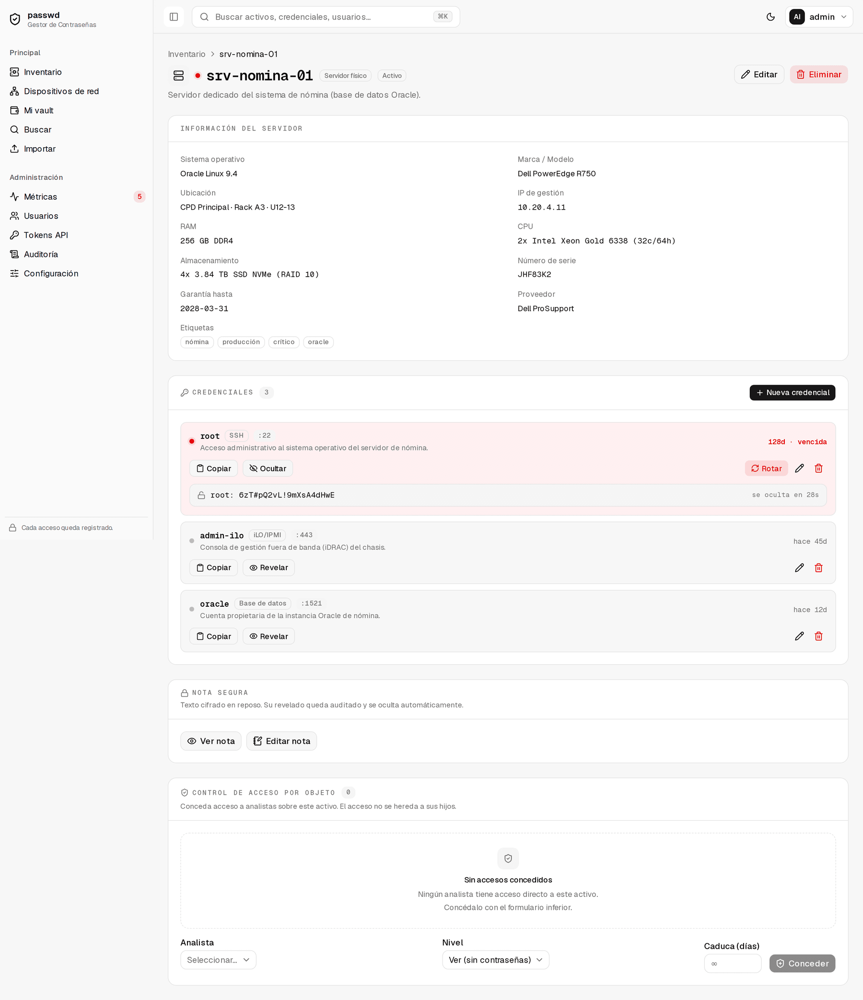 passwd
Gestor de Contraseñas
Principal
Inventario
Dispositivos de red
Mi vault
Buscar
Importar
Administración
Métricas 5
Usuarios
Tokens API
Auditoría
Configuración
Cada acceso queda registrado.
Buscar activos, credenciales, usuarios... ⌘K
AI admin
Inventario > srv-nomina-01
srv-nomina-01 Servidor físico Activo
Editar Eliminar
Servidor dedicado del sistema de nómina (base de datos Oracle).
INFORMACIÓN DEL SERVIDOR
Sistema operativo
Oracle Linux 9.4
Marca / Modelo
Dell PowerEdge R750
Ubicación
CPD Principal · Rack A3 · U12-13
IP de gestión
10.20.4.11
RAM
256 GB DDR4
CPU
2x Intel Xeon Gold 6338 (32c/64h)
Almacenamiento
4x 3.84 TB SSD NVMe (RAID 10)
Número de serie
JHF83K2
Garantía hasta
2028-03-31
Proveedor
Dell ProSupport
Etiquetas
nómina producción crítico oracle
CREDENCIALES 3
+ Nueva credencial
root SSH :22
Acceso administrativo al sistema operativo del servidor de nómina.
128d · vencida
Copiar Ocultar
Rotar
root: 6zT#pQ2vL!9mXsA4dHwE
se oculta en 28s
admin-ilo iLO/IPMI :443
Consola de gestión fuera de banda (iDRAC) del chasis.
hace 45d
Copiar Revelar
oracle Base de datos :1521
Cuenta propietaria de la instancia Oracle de nómina.
hace 12d
Copiar Revelar
NOTA SEGURA
Texto cifrado en reposo. Su revelado queda auditado y se oculta automáticamente.
Ver nota Editar nota
CONTROL DE ACCESO POR OBJETO 0
Conceda acceso a analistas sobre este activo. El acceso no se hereda a sus hijos.
Sin accesos concedidos
Ningún analista tiene acceso directo a este activo.
Concédalo con el formulario inferior.
Analista
Seleccionar...
Nivel
Ver (sin contraseñas)
Caduca (días)
∞
Conceder